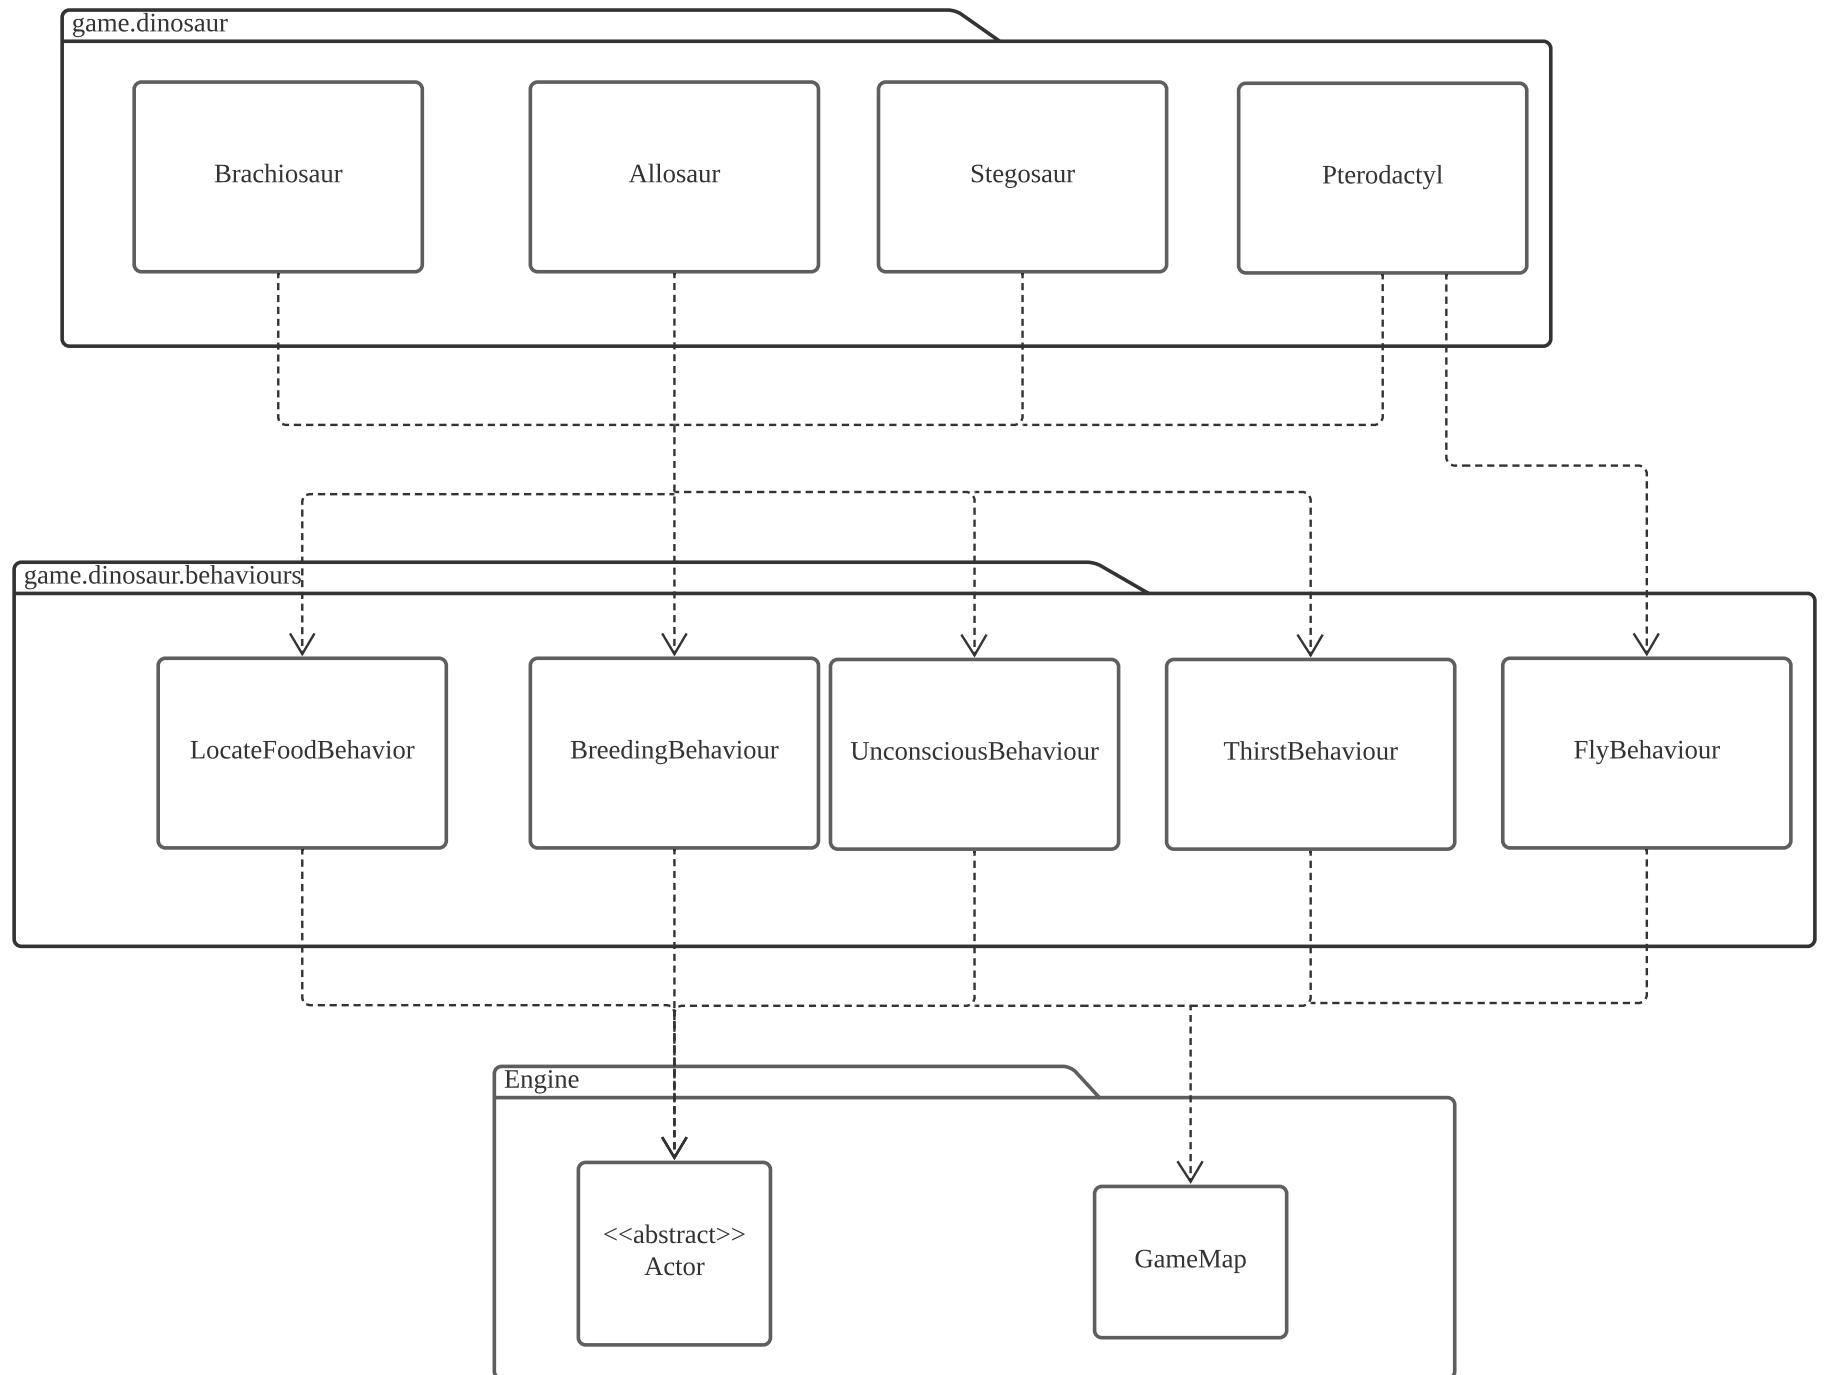 game.dinosaur
Brachiosaur
Allosaur
Stegosaur
Pterodactyl
game.dinosaur.behaviours
LocateFoodBehavior
BreedingBehaviour
UnconsciousBehaviour
ThirstBehaviour
FlyBehaviour
Engine
<<abstract>>
Actor
GameMap